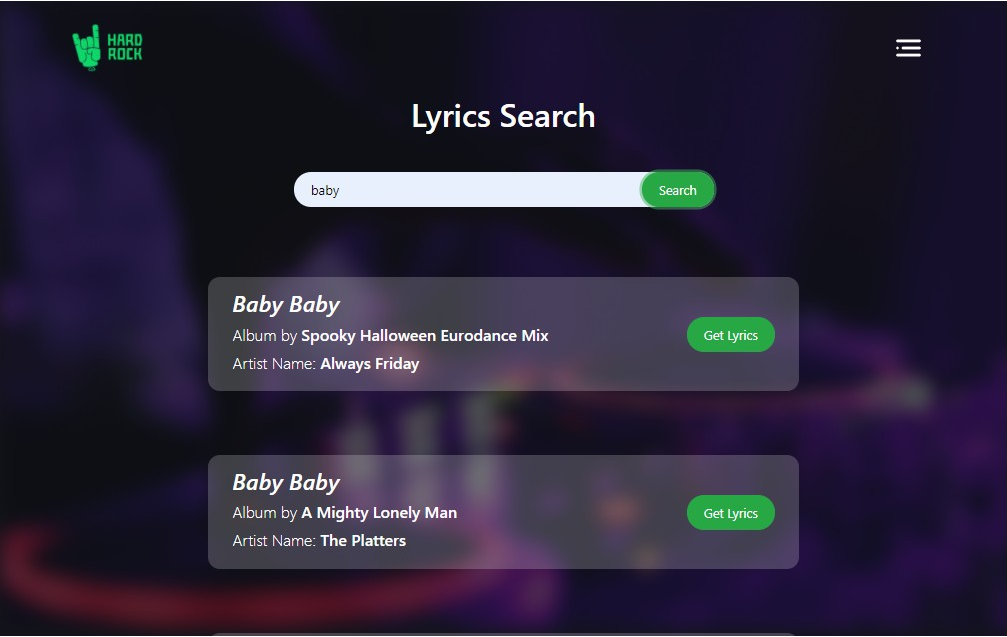 HARD
ROCK
Lyrics Search
baby
Search
Baby Baby
Album by Spooky Halloween Eurodance Mix
Artist Name: Always Friday
Get Lyrics
Baby Baby
Album by A Mighty Lonely Man
Artist Name: The Platters
Get Lyrics